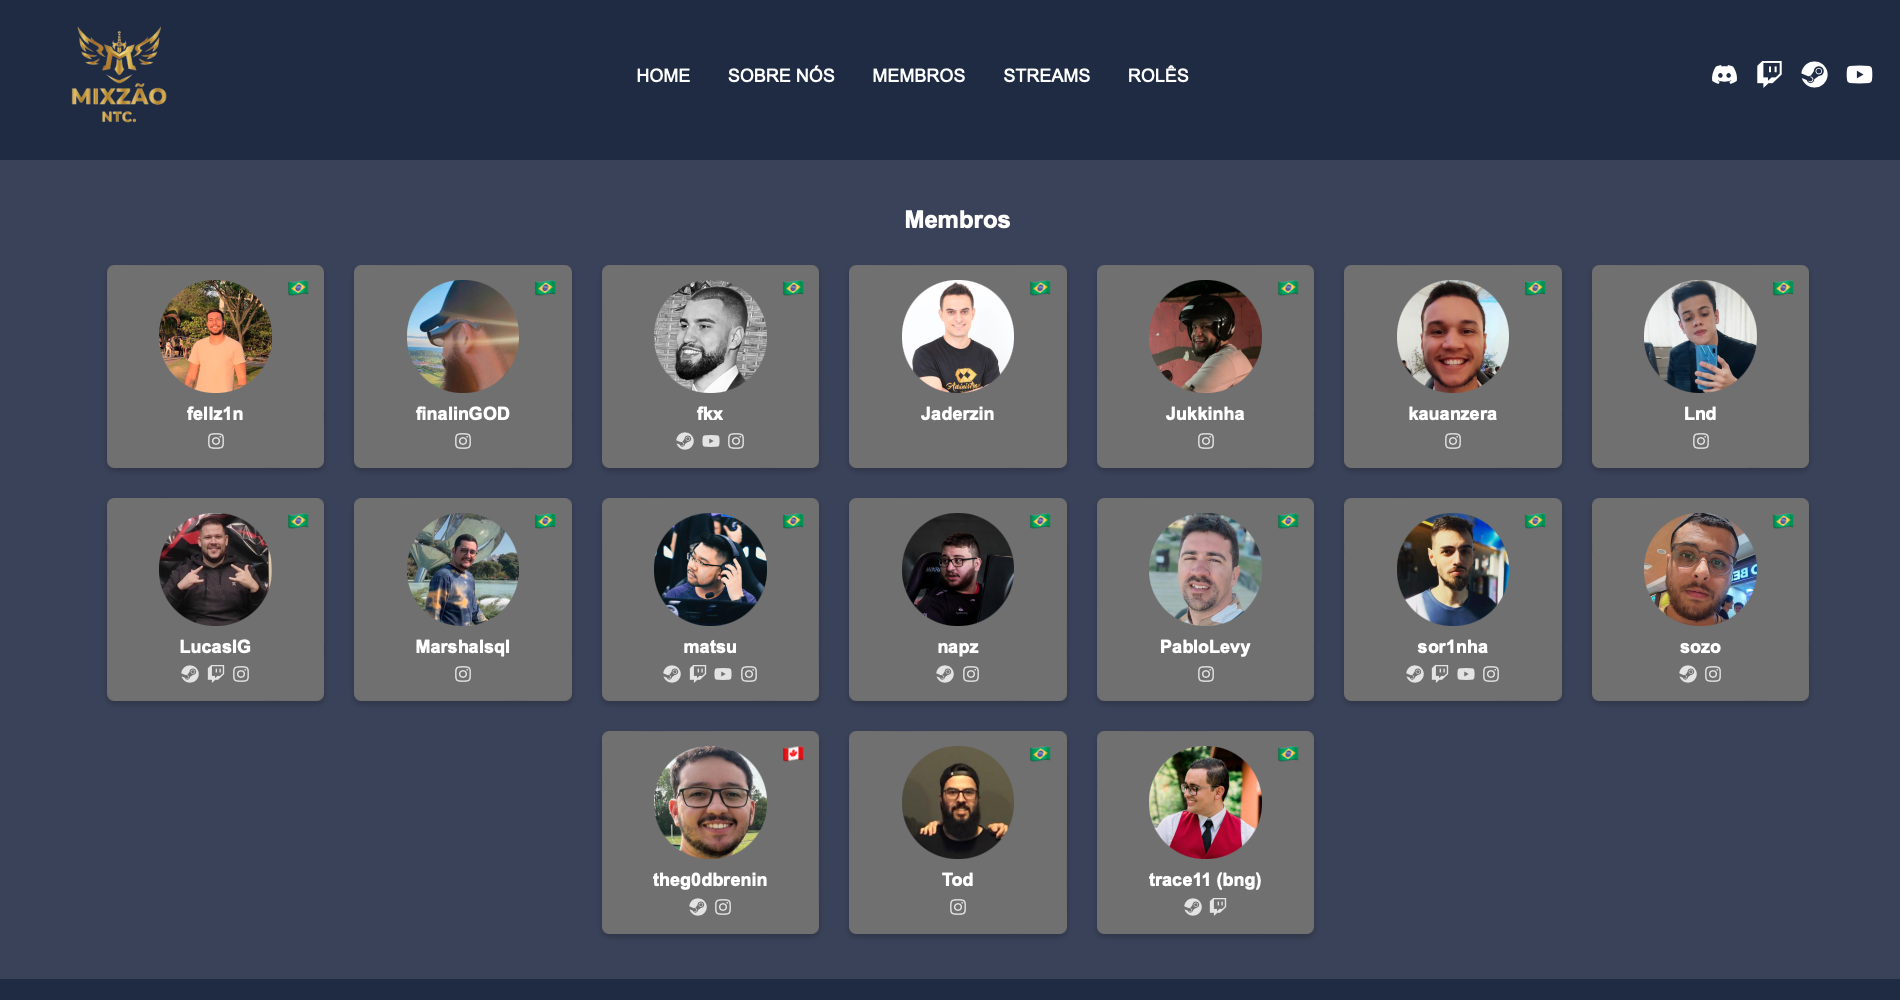 MIXZÃO
NTC.
HOME SOBRE NÓS MEMBROS STREAMS ROLÊS
Membros
felIz1n finalinGOD fkx Jaderzin Jukkinha kauanzera Lnd
LucasIG Marshalsql matsu napz PabloLevy sor1nha sozo
theg0dbrenin Tod trace11 (bng)